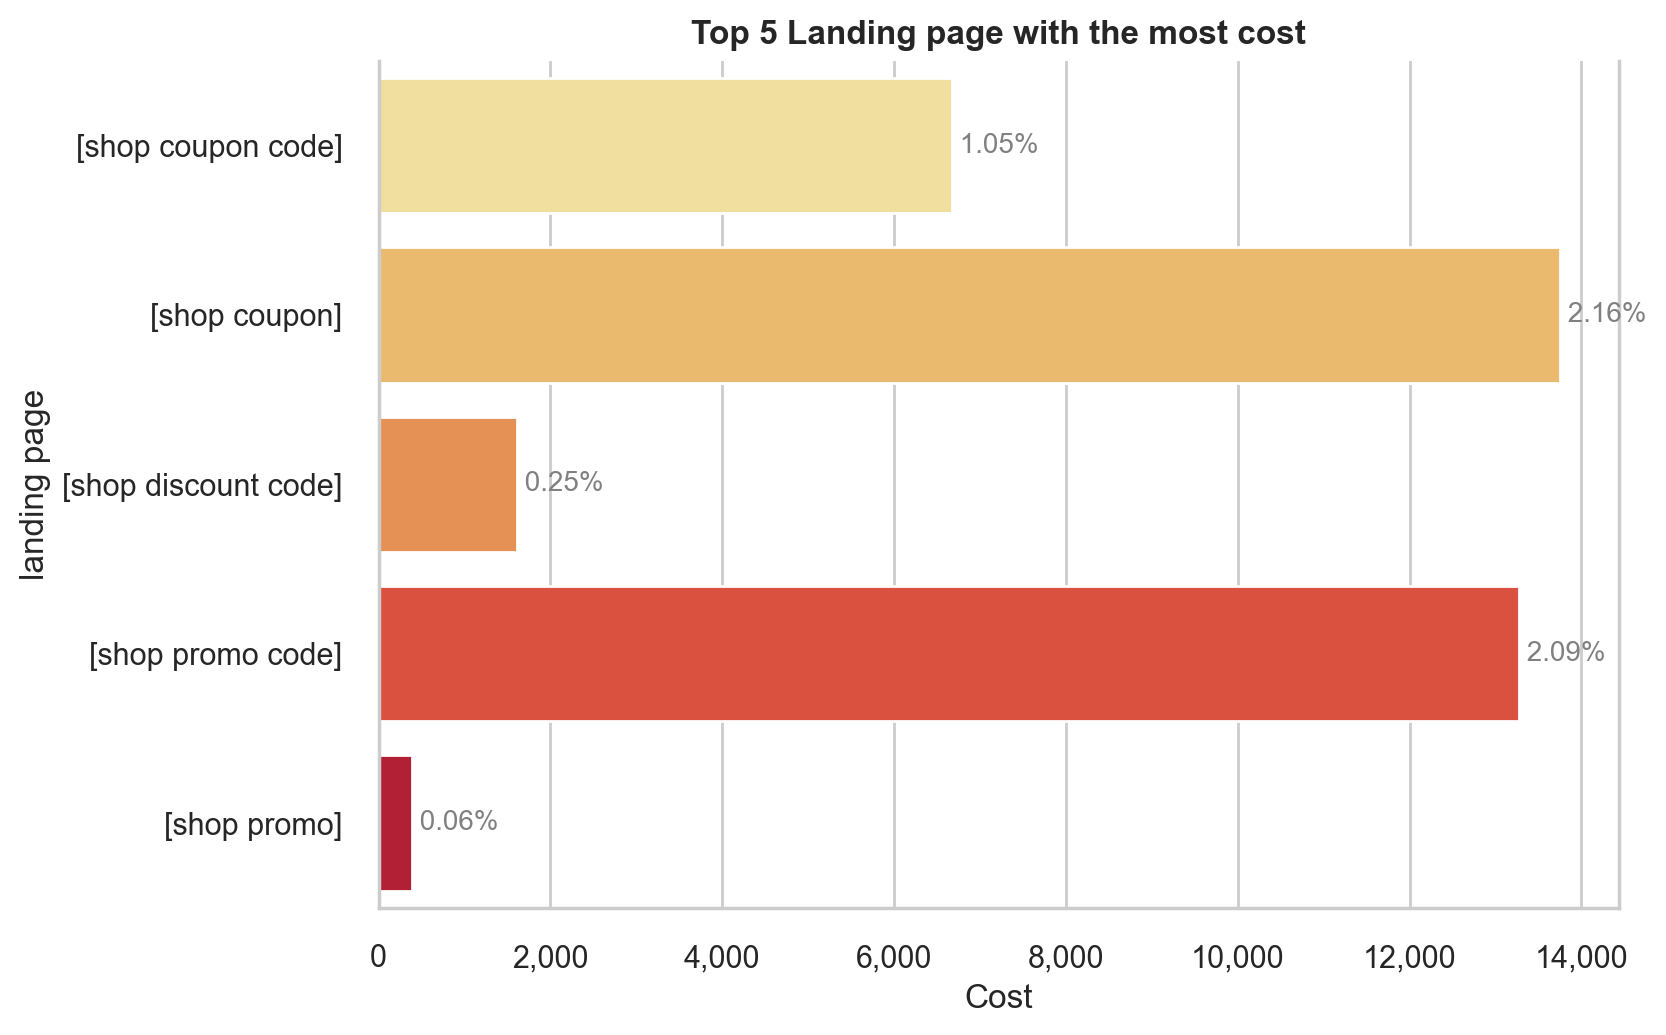 Top 5 Landing page with the most cost
[shop coupon code]
1.05%
[shop coupon]
2.16%
landing page
[shop discount code]
0.25%
[shop promo code]
2.09%
[shop promo]
0.06%
0 2,000 4,000 6,000 8,000 10,000 12,000 14,000
Cost